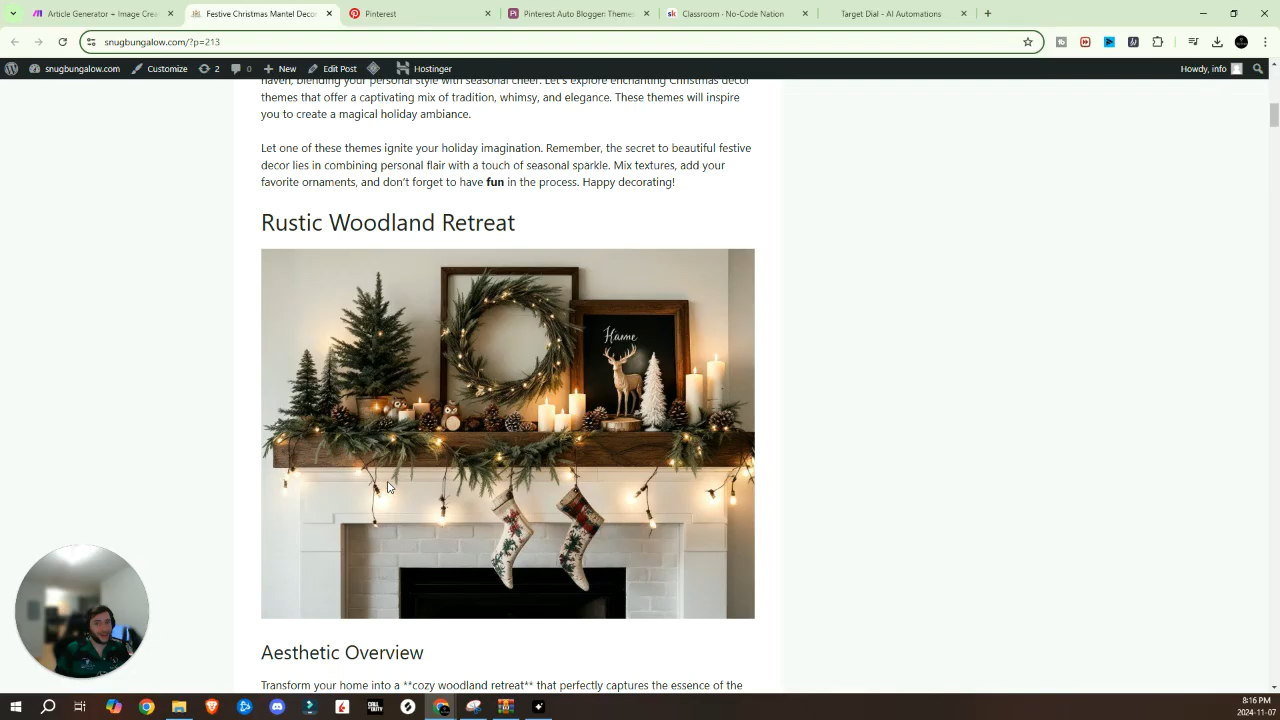 Article Generator + Image Crea
Festive Christmas Mantel Deco
Pinterest
Pinterest Auto Blogger: Theme
Classroom - No-Code Nation
Target Dial - AI Automations
snugbungalow.com/?p=213
snugbungalow.com
Customize
2
0
New
Edit Post
Hostinger
Howdy, info
haven, blending your personal style with seasonal cheer. Let's explore enchanting Christmas decor
themes that offer a captivating mix of tradition, whimsy, and elegance. These themes will inspire
you to create a magical holiday ambiance.
Let one of these themes ignite your holiday imagination. Remember, the secret to beautiful festive
decor lies in combining personal flair with a touch of seasonal sparkle. Mix textures, add your
favorite ornaments, and don't forget to have fun in the process. Happy decorating!
Rustic Woodland Retreat
Aesthetic Overview
Transform your home into a **cozy woodland retreat** that perfectly captures the essence of the
8:16 PM
2024-11-07